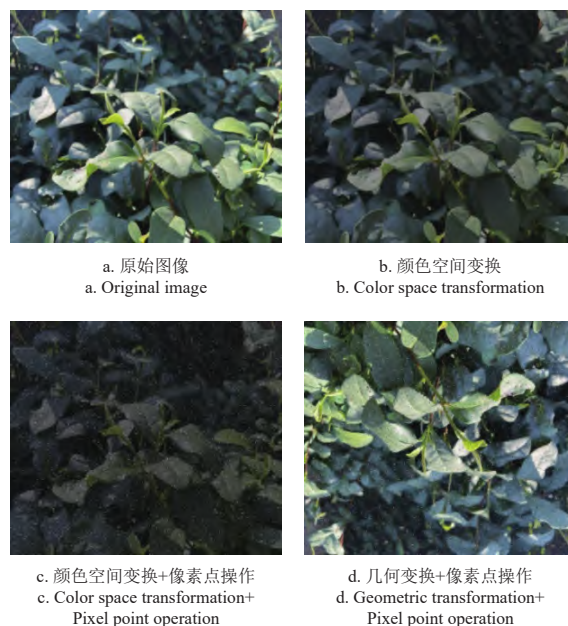 a. 原始图像
a. Original image
b. 颜色空间变换
b. Color space transformation
c. 颜色空间变换+像素点操作
c. Color space transformation+
Pixel point operation
d. 几何变换+像素点操作
d. Geometric transformation+
Pixel point operation